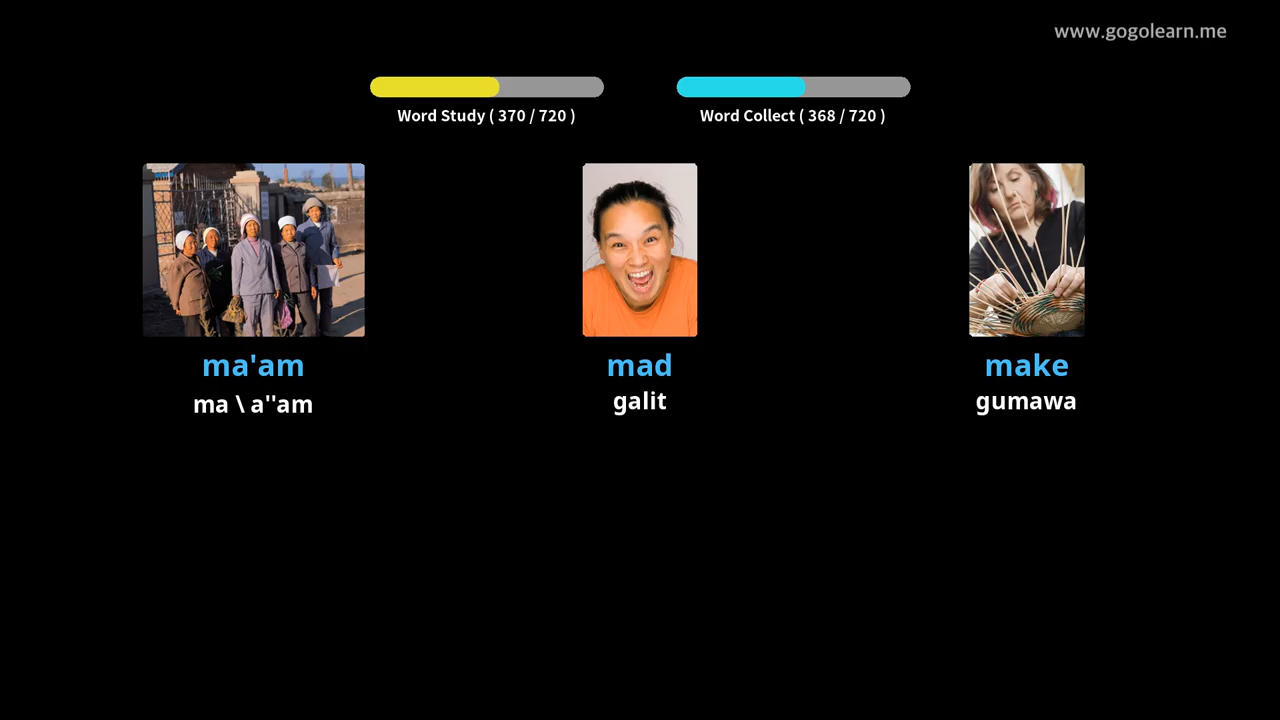 www.gogolearn.me
Word Study ( 370 / 720 )
Word Collect ( 368 / 720 )
ma'am
mad
make
ma \ a''am
galit
gumawa